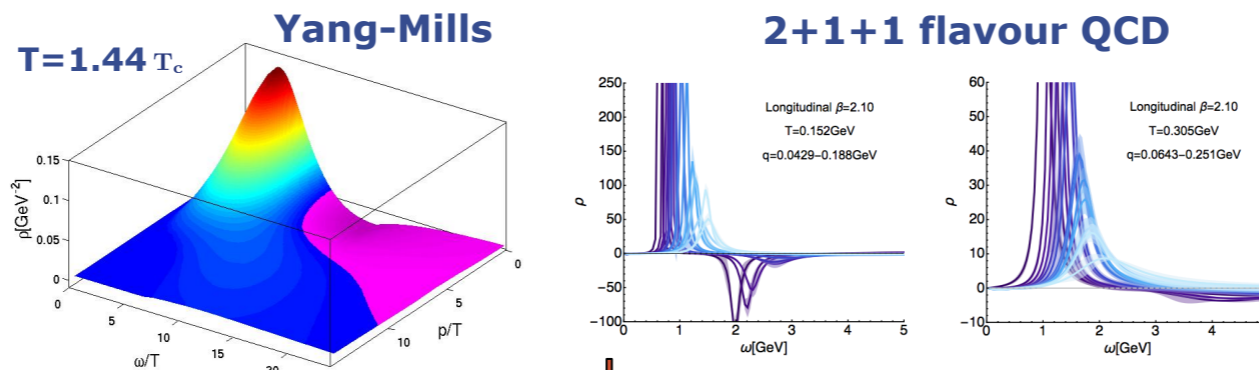 Yang-Mills
T=1.44 Tc
ρ[GeV⁻²]
0.15
0.1
0.05
0
0
5
10
15
20
ω/T
0
5
10
p/T
2+1+1 flavour QCD
Longitudinal β=2.10
T=0.152GeV
q=0.0429-0.188GeV
ρ
250
200
150
100
50
0
-50
-100
0 1 2 3 4 5
ω[GeV]
Longitudinal β=2.10
T=0.305GeV
q=0.0643-0.251GeV
ρ
60
50
40
30
20
10
0
-10
0 1 2 3 4
ω[GeV]